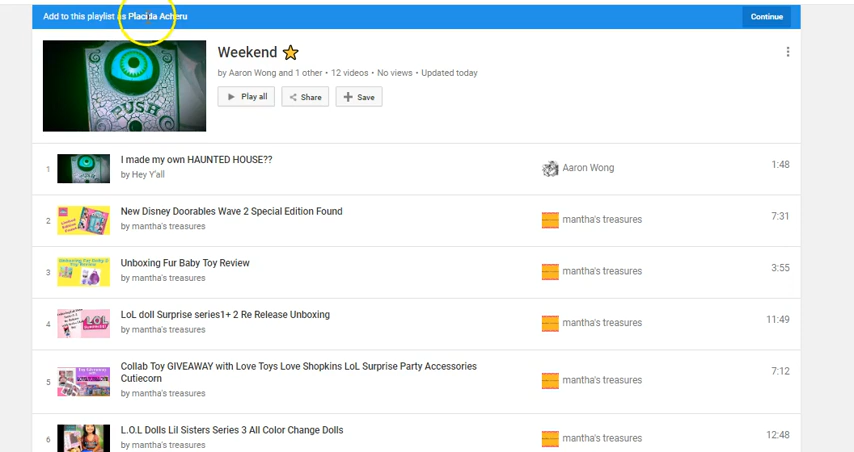 Add to this playlist as Placida Acheru
Continue
PUSH
Weekend ⭐
by Aaron Wong and 1 other • 12 videos • No views • Updated today
Play all
Share
Save
1
I made my own HAUNTED HOUSE??
by Hey Y'all
Aaron Wong
1:48
2
New Disney Doorables Wave 2 Special Edition Found
by mantha's treasures
mantha's treasures
7:31
3
Unboxing Fur Baby Toy Review
by mantha's treasures
mantha's treasures
3:55
4
LoL doll Surprise series1+ 2 Re Release Unboxing
by mantha's treasures
LOL
mantha's treasures
11:49
5
Collab Toy GIVEAWAY with Love Toys Love Shopkins LoL Surprise Party Accessories
Cutiecorn
by mantha's treasures
mantha's treasures
7:12
6
L.O.L Dolls Lil Sisters Series 3 All Color Change Dolls
by mantha's treasures
mantha's treasures
12:48